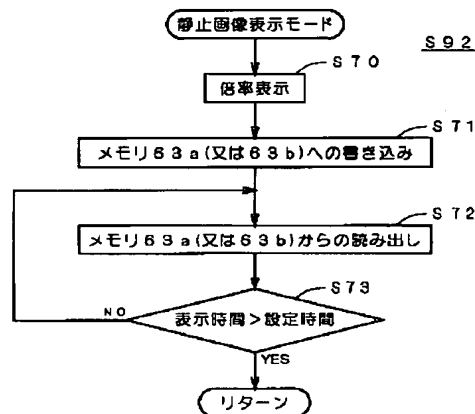 静止画像表示モード
S92
S70
倍率表示
S71
メモリ63a(又は63b)への書き込み
S72
メモリ63a(又は63b)からの読み出し
S73
NO
表示時間>設定時間
YES
リターン